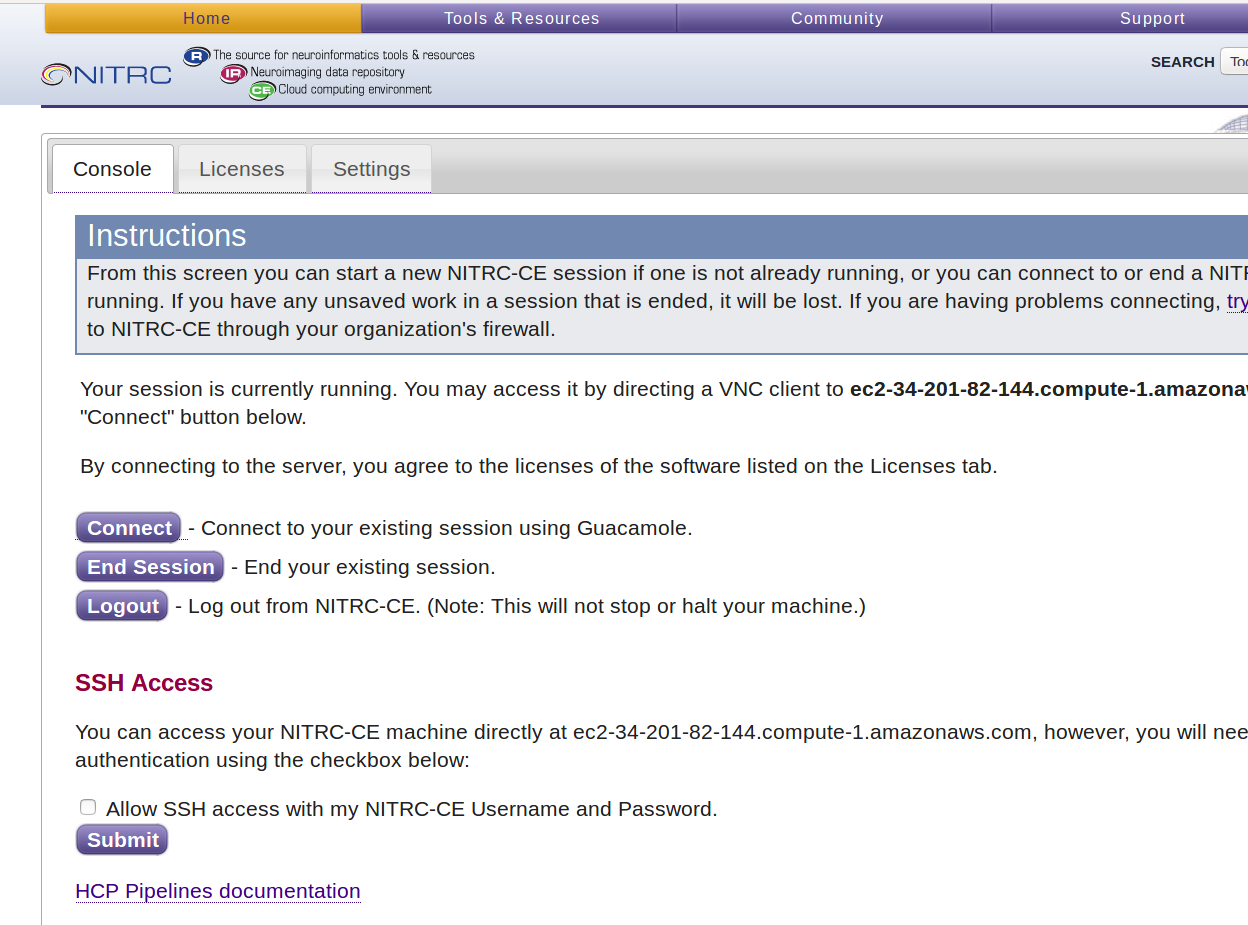 Home Tools & Resources Community Support
R The source for neuroinformatics tools & resources
NITRC IR Neuroimaging data repository
CE Cloud computing environment
SEARCH
Console Licenses Settings
Instructions
From this screen you can start a new NITRC-CE session if one is not already running, or you can connect to or end a
running. If you have any unsaved work in a session that is ended, it will be lost. If you are having problems connecting, try
to NITRC-CE through your organization's firewall.
Your session is currently running. You may access it by directing a VNC client to ec2-34-201-82-144.compute-1.
"Connect" button below.
By connecting to the server, you agree to the licenses of the software listed on the Licenses tab.
Connect - Connect to your existing session using Guacamole.
End Session - End your existing session.
Logout - Log out from NITRC-CE. (Note: This will not stop or halt your machine.)
SSH Access
You can access your NITRC-CE machine directly at ec2-34-201-82-144.compute-1.amazonaws.com, however, you will
authentication using the checkbox below:
Allow SSH access with my NITRC-CE Username and Password.
Submit
HCP Pipelines documentation